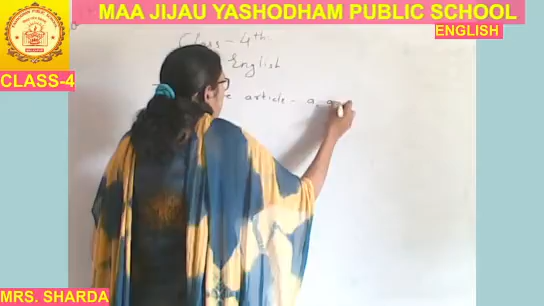 MAA JIJAU YASHODHAM PUBLIC SCHOOL
ENGLISH
CLASS-4
Class - 4th
English
article - a,
MRS. SHARDA